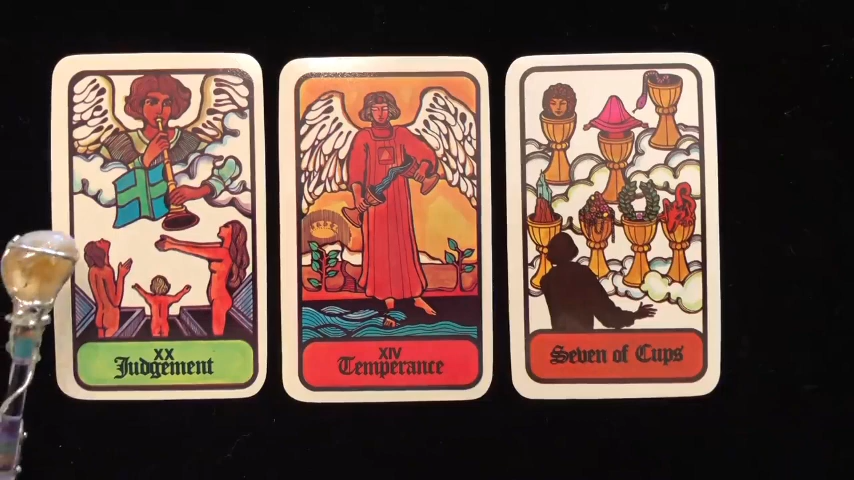 XX
Judgement
XIV
Temperance
Seven of Cups